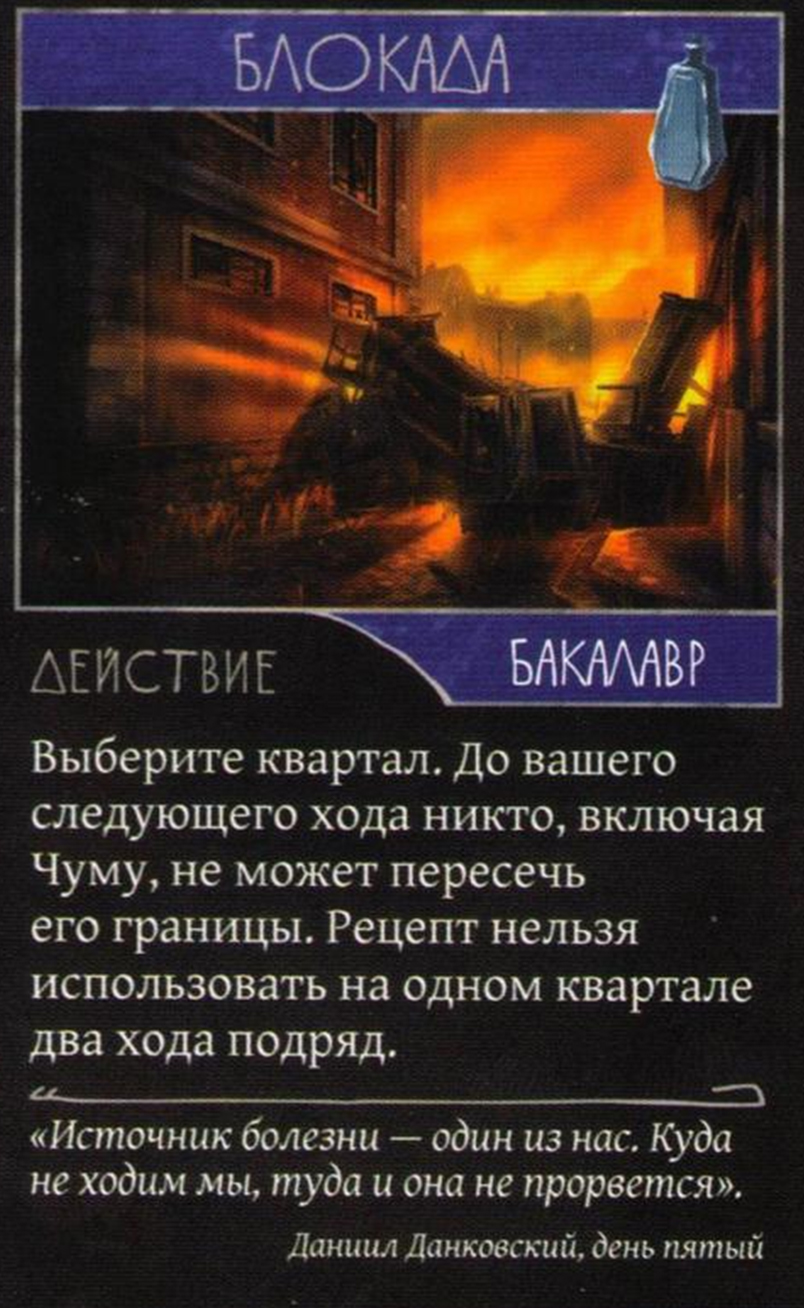 БЛОКАДА
ДЕЙСТВИЕ
БАКАЛАВР
Выберите квартал. До вашего
следующего хода никто, включая
Чуму, не может пересечь
его границы. Рецепт нельзя
использовать на одном квартале
два хода подряд.
«Источник болезни — один из нас. Куда
не ходим мы, туда и она не прорвется».
Даниил Данковский, день пятый